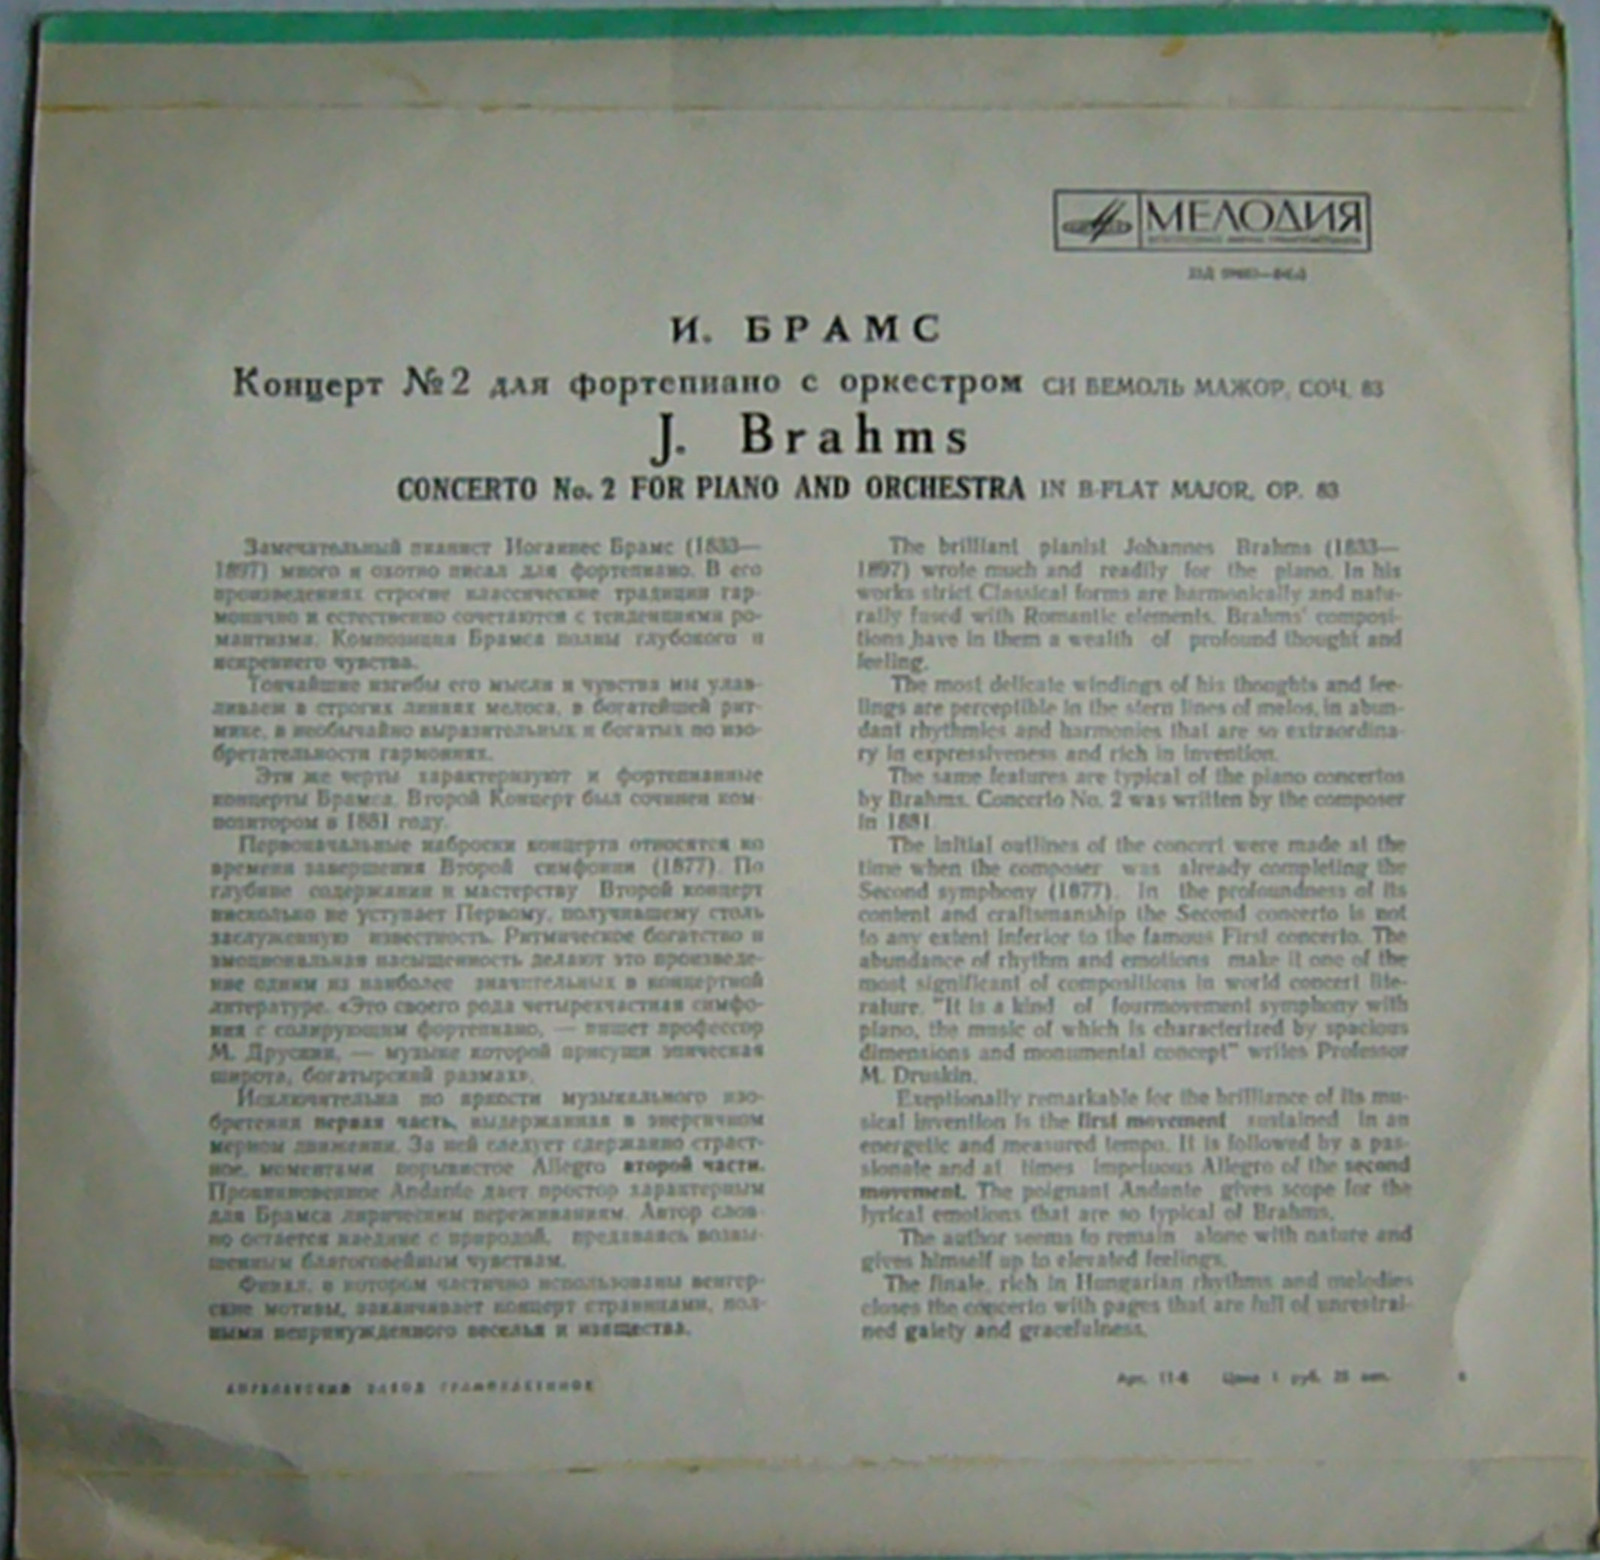 МЕЛОДИЯ
И. БРАМС
Концерт №2 для фортепиано с оркестром СИ БЕМОЛЬ МАЖОР, СОЧ. 83
J. Brahms
CONCERTO No. 2 FOR PIANO AND ORCHESTRA IN B-FLAT MAJOR, OP. 83
Замечательный пианист Иоганнес Брамс (1833—
1897) много и охотно писал для фортепиано. В его
произведениях строгие классические традиции гар-
монично и естественно сочетаются с тенденциями ро-
мантизма. Композиции Брамса полны глубокого и
искреннего чувства.
Тончайшие изгибы его мысли и чувства мы улав-
ливаем в строгих линиях мелоса, в богатейшей рит-
мике, в необычайно выразительных и богатых по изо-
бретательности гармониях.
Эти же черты характеризуют и фортепианные
концерты Брамса. Второй Концерт был сочинен ком-
позитором в 1881 году.
Первоначальные наброски концерта относятся ко
времени завершения Второй симфонии (1877). По
глубине содержания и мастерству Второй концерт
нисколько не уступает Первому, получившему столь
заслуженную известность. Ритмическое богатство и
эмоциональная насыщенность делают это произведе-
ние одним из наиболее значительных в концертной
литературе. «Это своего рода четырехчастная симфо-
ния с солирующим фортепиано, — пишет профессор
М. Друскин, — музыке которой присущи эпическая
широта, богатырский размах».
Исключительна по яркости музыкального изо-
бретения первая часть, выдержанная в энергичном
мерном движении. За ней следует сдержанно страст-
ное, моментами порывистое Allegro второй части.
Проникновенное Andante дает простор характерным
для Брамса лирическим переживаниям. Автор слов-
но остается наедине с природой, предаваясь возвы-
шенным благоговейным чувствам.
Финал, в котором частично использованы венгер-
ские мотивы, заканчивает концерт страницами, пол-
ными непринужденного веселья и изящества.
The brilliant pianist Johannes Brahms (1833—
1897) wrote much and readily for the piano. In his
works strict Classical forms are harmonically and natu-
rally fused with Romantic elements. Brahms' composi-
tions have in them a wealth of profound thought and
feeling.
The most delicate windings of his thoughts and fee-
lings are perceptible in the stern lines of melos, in abun-
dant rhythmics and harmonies that are so extraordina-
ry in expressiveness and rich in invention.
The same features are typical of the piano concertos
by Brahms. Concerto No. 2 was written by the composer
in 1881.
The initial outlines of the concert were made at the
time when the composer was already completing the
Second symphony (1877). In the profoundness of its
content and craftsmanship the Second concerto is not
to any extent inferior to the famous First concerto. The
abundance of rhythm and emotions make it one of the
most significant of compositions in world concert lite-
rature. "It is a kind of fourmovement symphony with
piano, the music of which is characterized by spacious
dimensions and monumental concept" writes Professor
M. Druskin.
Exeptionally remarkable for the brilliance of its mu-
sical invention is the first movement sustained in an
energetic and measured tempo. It is followed by a pas-
sionate and at times impetuous Allegro of the second
movement. The poignant Andante gives scope for the
lyrical emotions that are so typical of Brahms.
The author seems to remain alone with nature and
gives himself up to elevated feelings.
The finale, rich in Hungarian rhythms and melodies
closes the concerto with pages that are full of unrestrai-
ned gaiety and gracefulness.
АПРЕЛЕВСКИЙ ЗАВОД ГРАМПЛАСТИНОК
Арт. 11-6 Цена 1 руб. 25 коп.